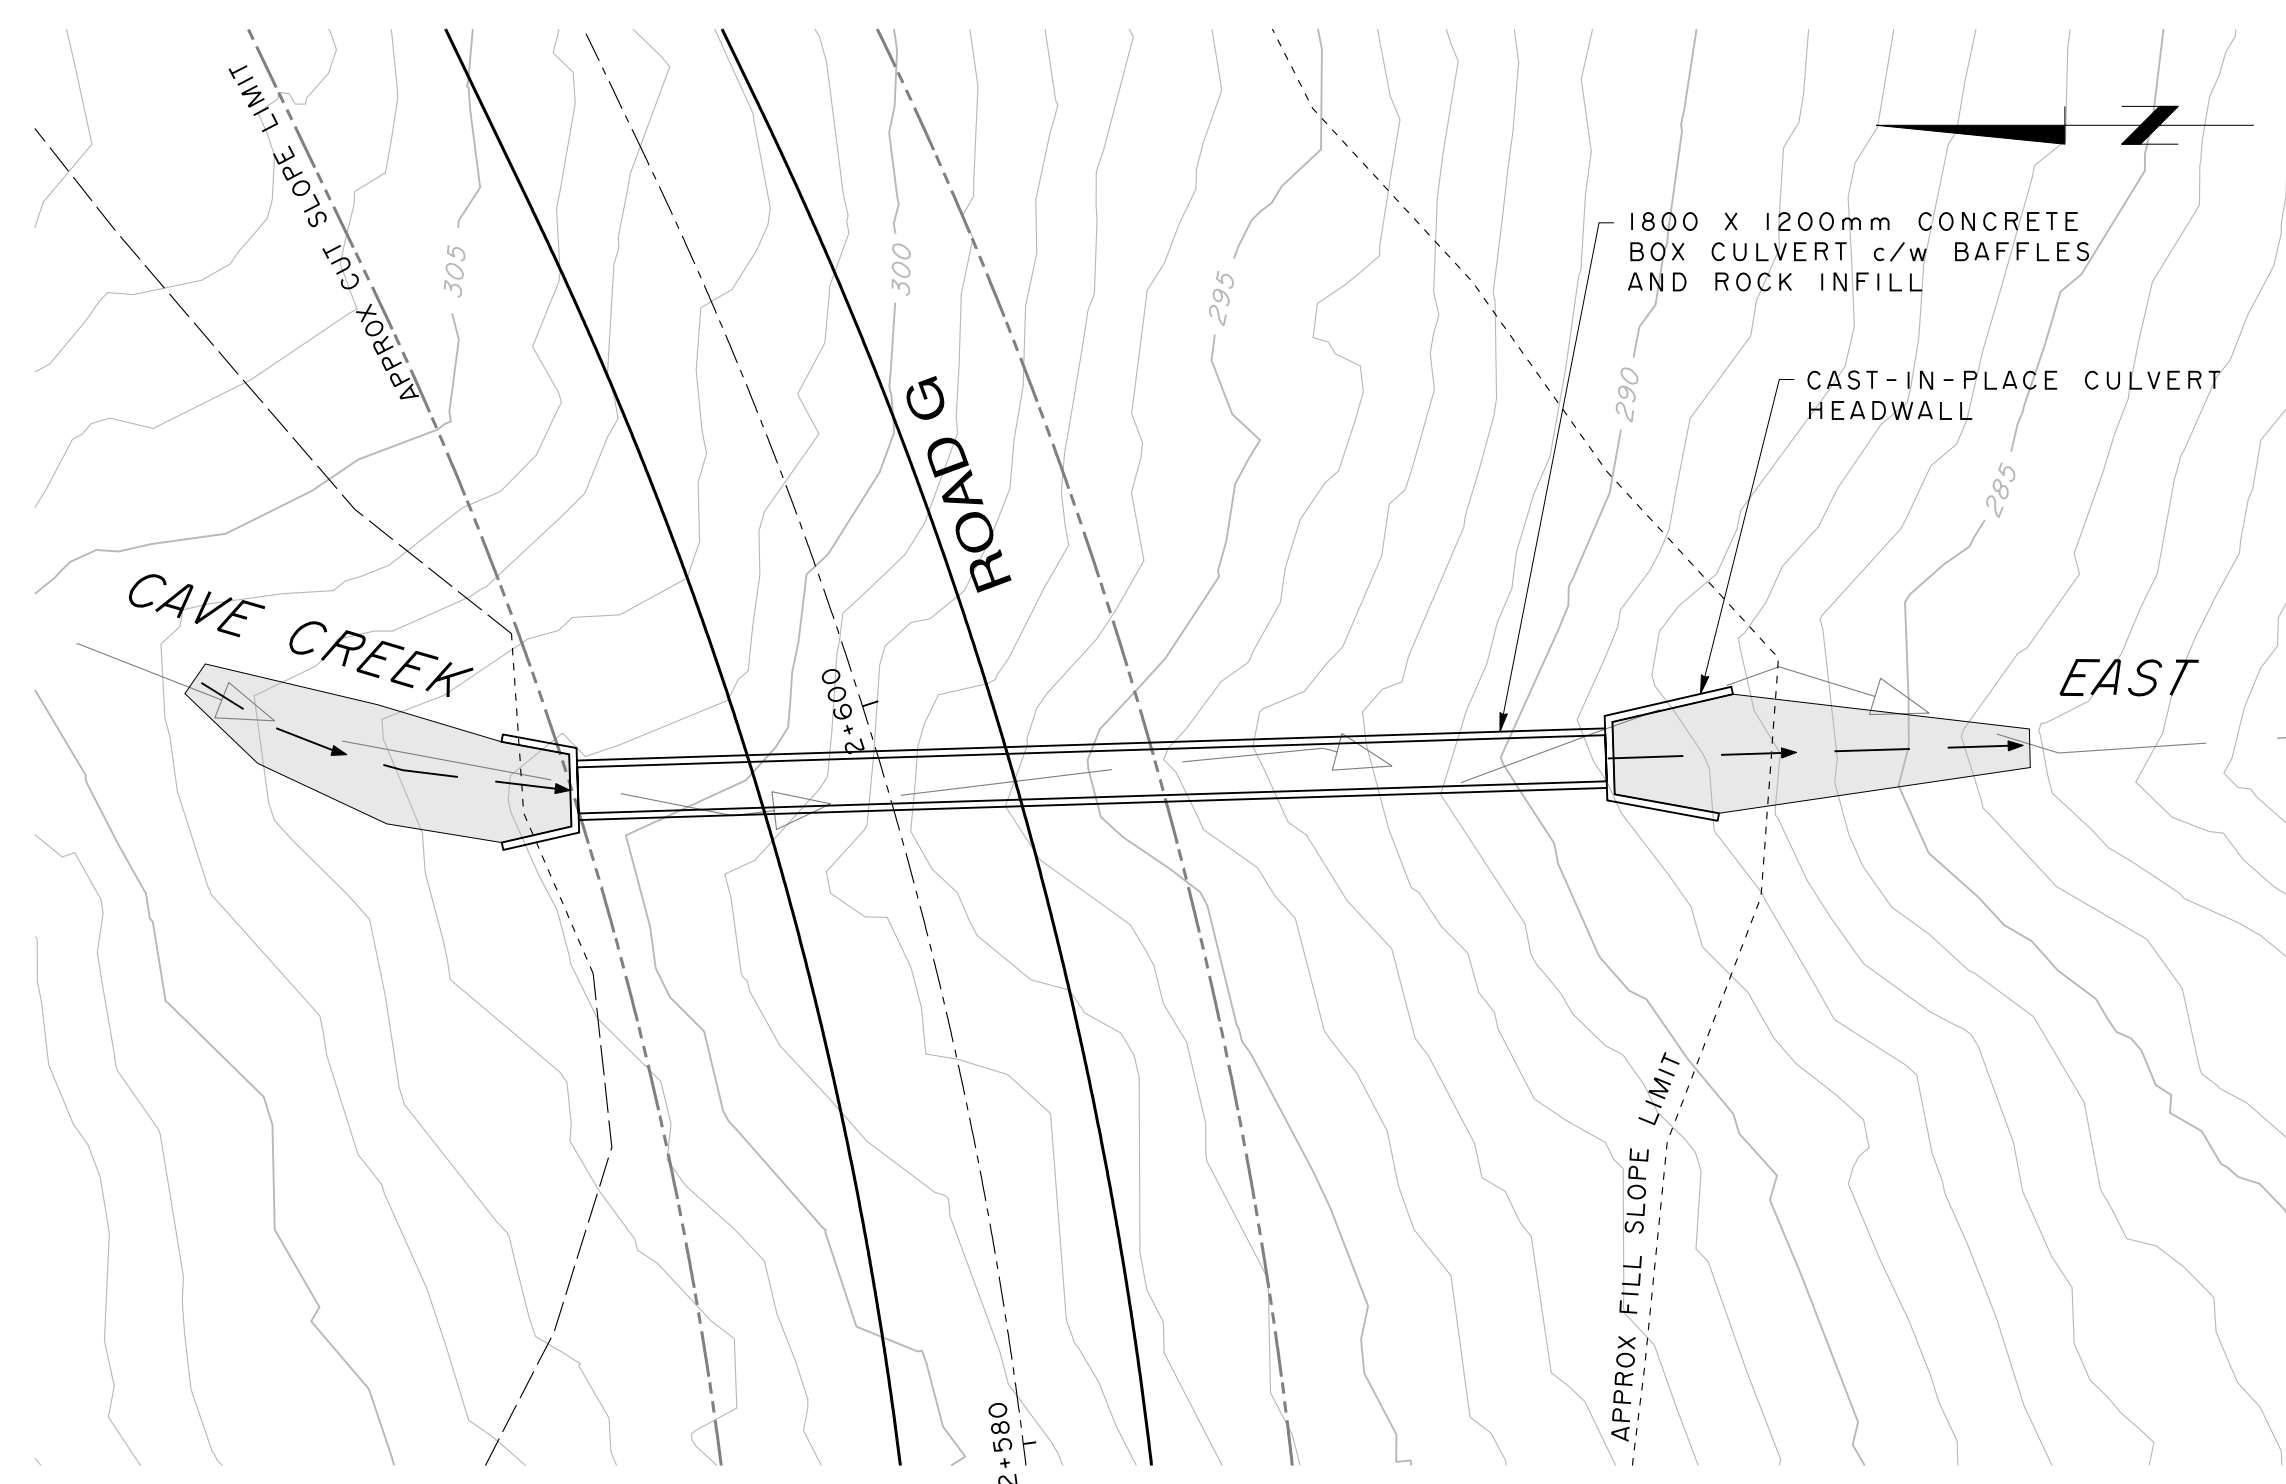 APPROX CUT SLOPE LIMIT
305
300
295
290
285
1800 X 1200mm CONCRETE
BOX CULVERT c/w BAFFLES
AND ROCK INFILL
CAST-IN-PLACE CULVERT
HEADWALL
ROAD G
CAVE CREEK
EAST
2+600
2+580
APPROX FILL SLOPE LIMIT
Z